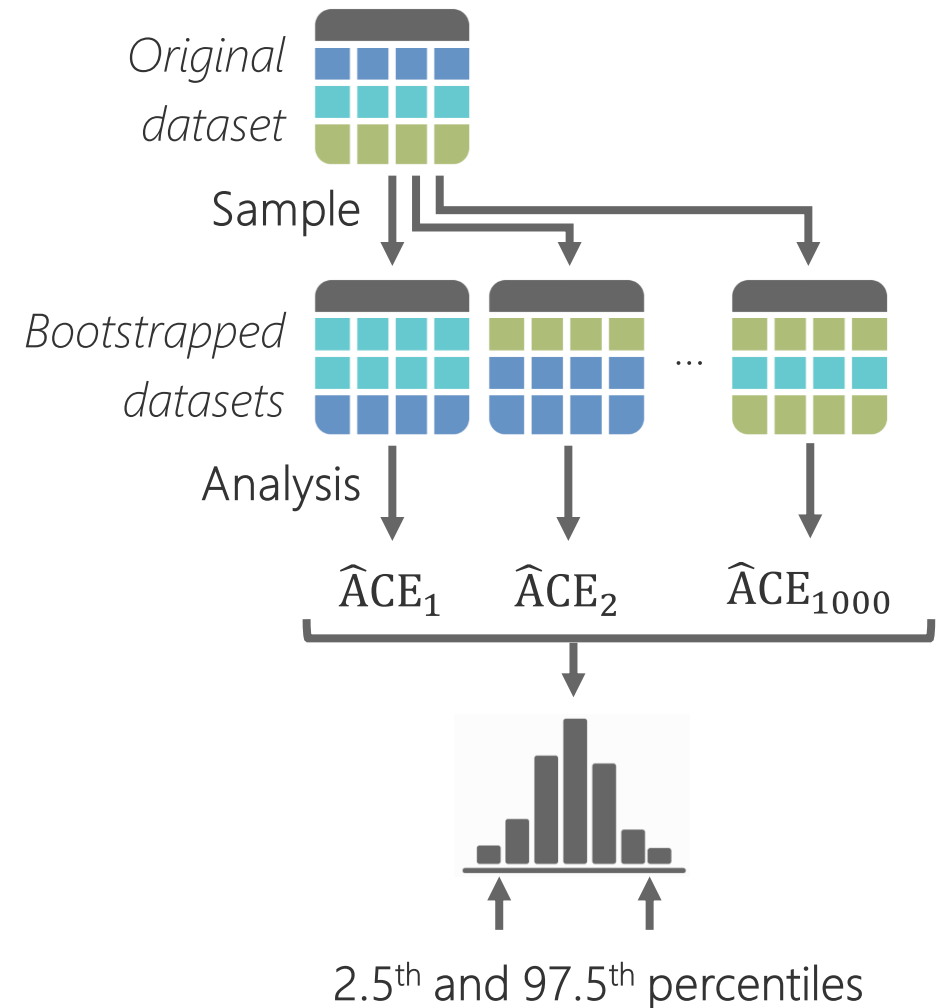 Original
dataset
Sample
Bootstrapped
datasets
...
Analysis
ÂCE₁ ÂCE₂ ÂCE₁₀₀₀
2.5ᵗʰ and 97.5ᵗʰ percentiles